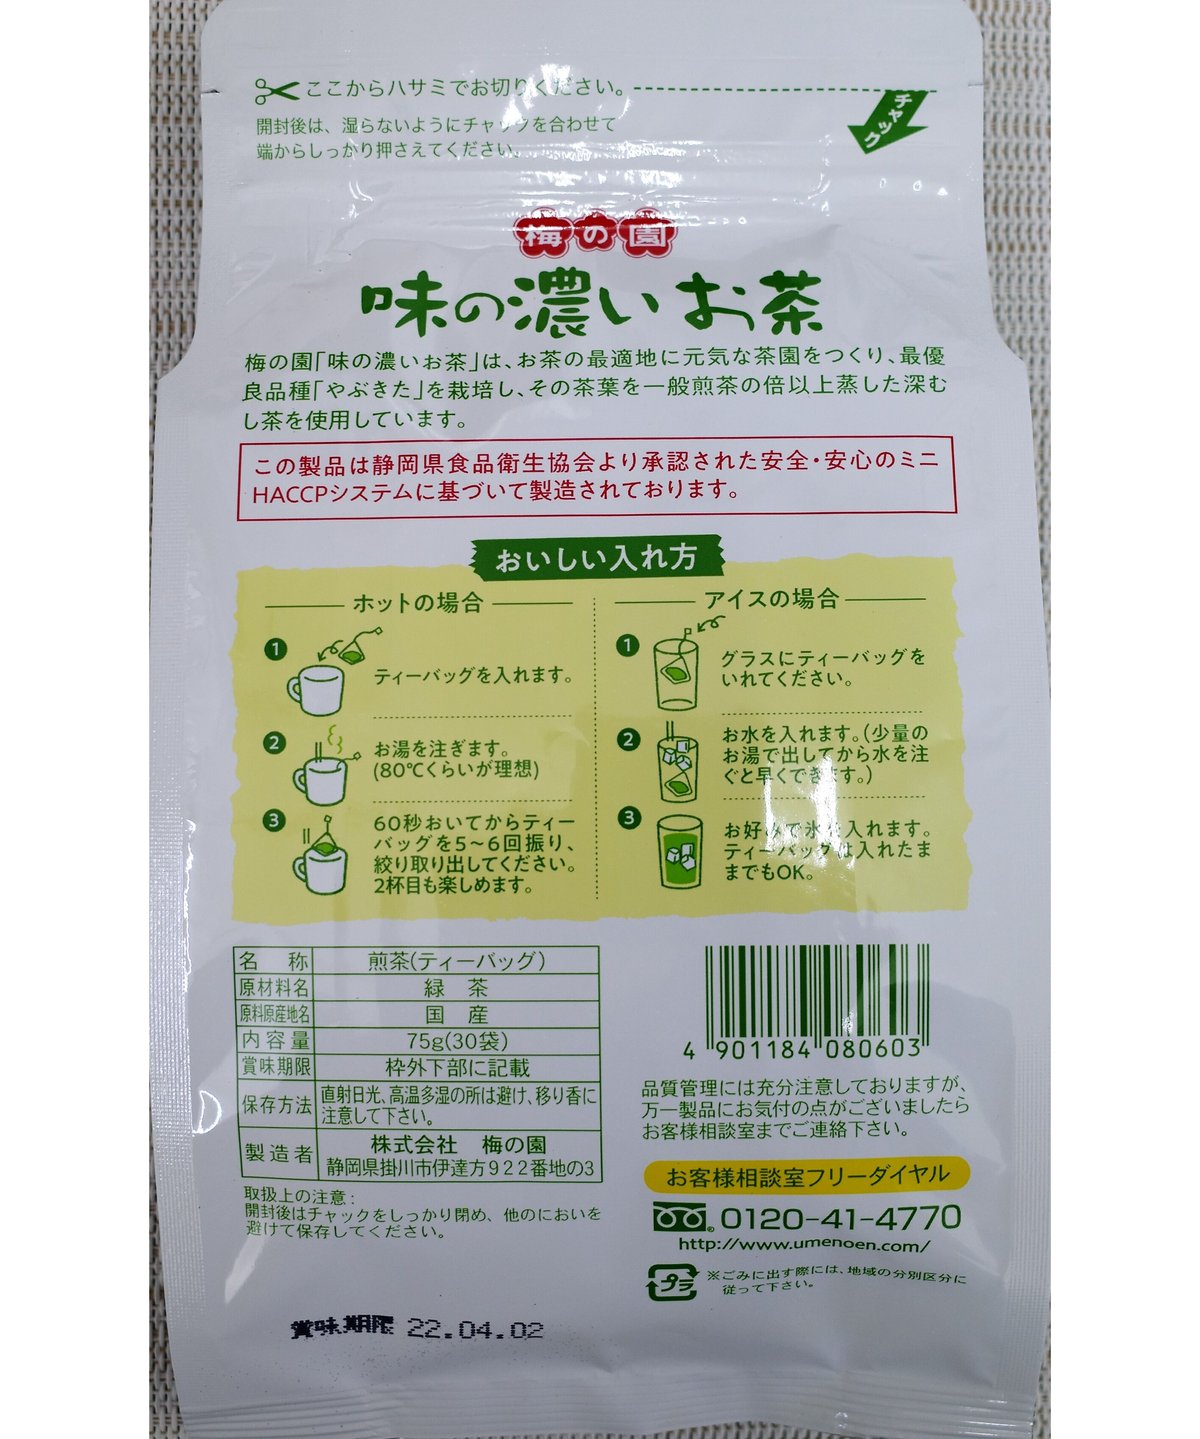 ここからハサミでお切りください。
チャック
開封後は、湿らないようにチャックを合わせて
端からしっかり押さえてください。
梅の園
味の濃いお茶
梅の園「味の濃いお茶」は、お茶の最適地に元気な茶園をつくり、最優
良品種「やぶきた」を栽培し、その茶葉を一般煎茶の倍以上蒸した深む
し茶を使用しています。
この製品は静岡県食品衛生協会より承認された安全・安心のミニ
HACCPシステムに基づいて製造されております。
おいしい入れ方
ホットの場合
1
ティーバッグを入れます。
2
お湯を注ぎます。
(80℃くらいが理想)
3
60秒おいてからティー
バッグを5〜6回振り、
絞り取り出してください。
2杯目も楽しめます。
アイスの場合
1
グラスにティーバッグを
いれてください。
2
お水を入れます。(少量の
お湯で出してから水を注
ぐと早くできます。)
3
お好みで氷を入れます。
ティーバッグは入れたま
までもOK。
名 称 煎茶(ティーバッグ)
原材料名 緑 茶
原料原産地名 国 産
内容量 75g(30袋)
賞味期限 枠外下部に記載
保存方法 直射日光、高温多湿の所は避け、移り香に
注意して下さい。
製造者 株式会社 梅の園
静岡県掛川市伊達方922番地の3
取扱上の注意:
開封後はチャックをしっかり閉め、他のにおいを
避けて保存してください。
賞味期限 22.04.02
4 901184 080603
品質管理には充分注意しておりますが、
万一製品にお気付の点がございましたら
お客様相談室までご連絡下さい。
お客様相談室フリーダイヤル
0120-41-4770
http://www.umenoen.com/
プラ
※ごみに出す際には、地域の分別区分に
従って下さい。